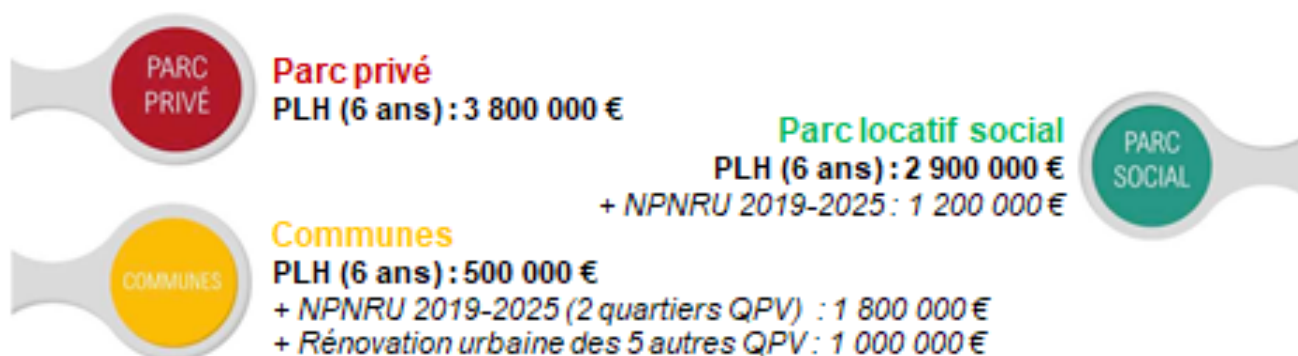 PARC
PRIVÉ
Parc privé
PLH (6 ans) : 3 800 000 €
Parc locatif social
PLH (6 ans) : 2 900 000 €
+ NPNRU 2019-2025 : 1 200 000 €
PARC
SOCIAL
COMMUNES
Communes
PLH (6 ans) : 500 000 €
+ NPNRU 2019-2025 (2 quartiers QPV) : 1 800 000 €
+ Rénovation urbaine des 5 autres QPV : 1 000 000 €